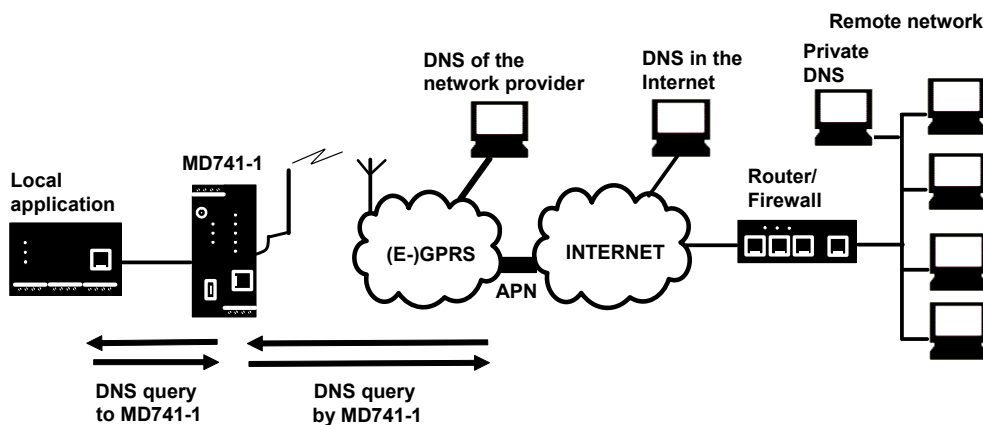 Remote network
DNS of the
network provider
DNS in the
Internet
Private
DNS
MD741-1
Local
application
Router/
Firewall
(E-)GPRS
INTERNET
APN
DNS query
to MD741-1
DNS query
by MD741-1